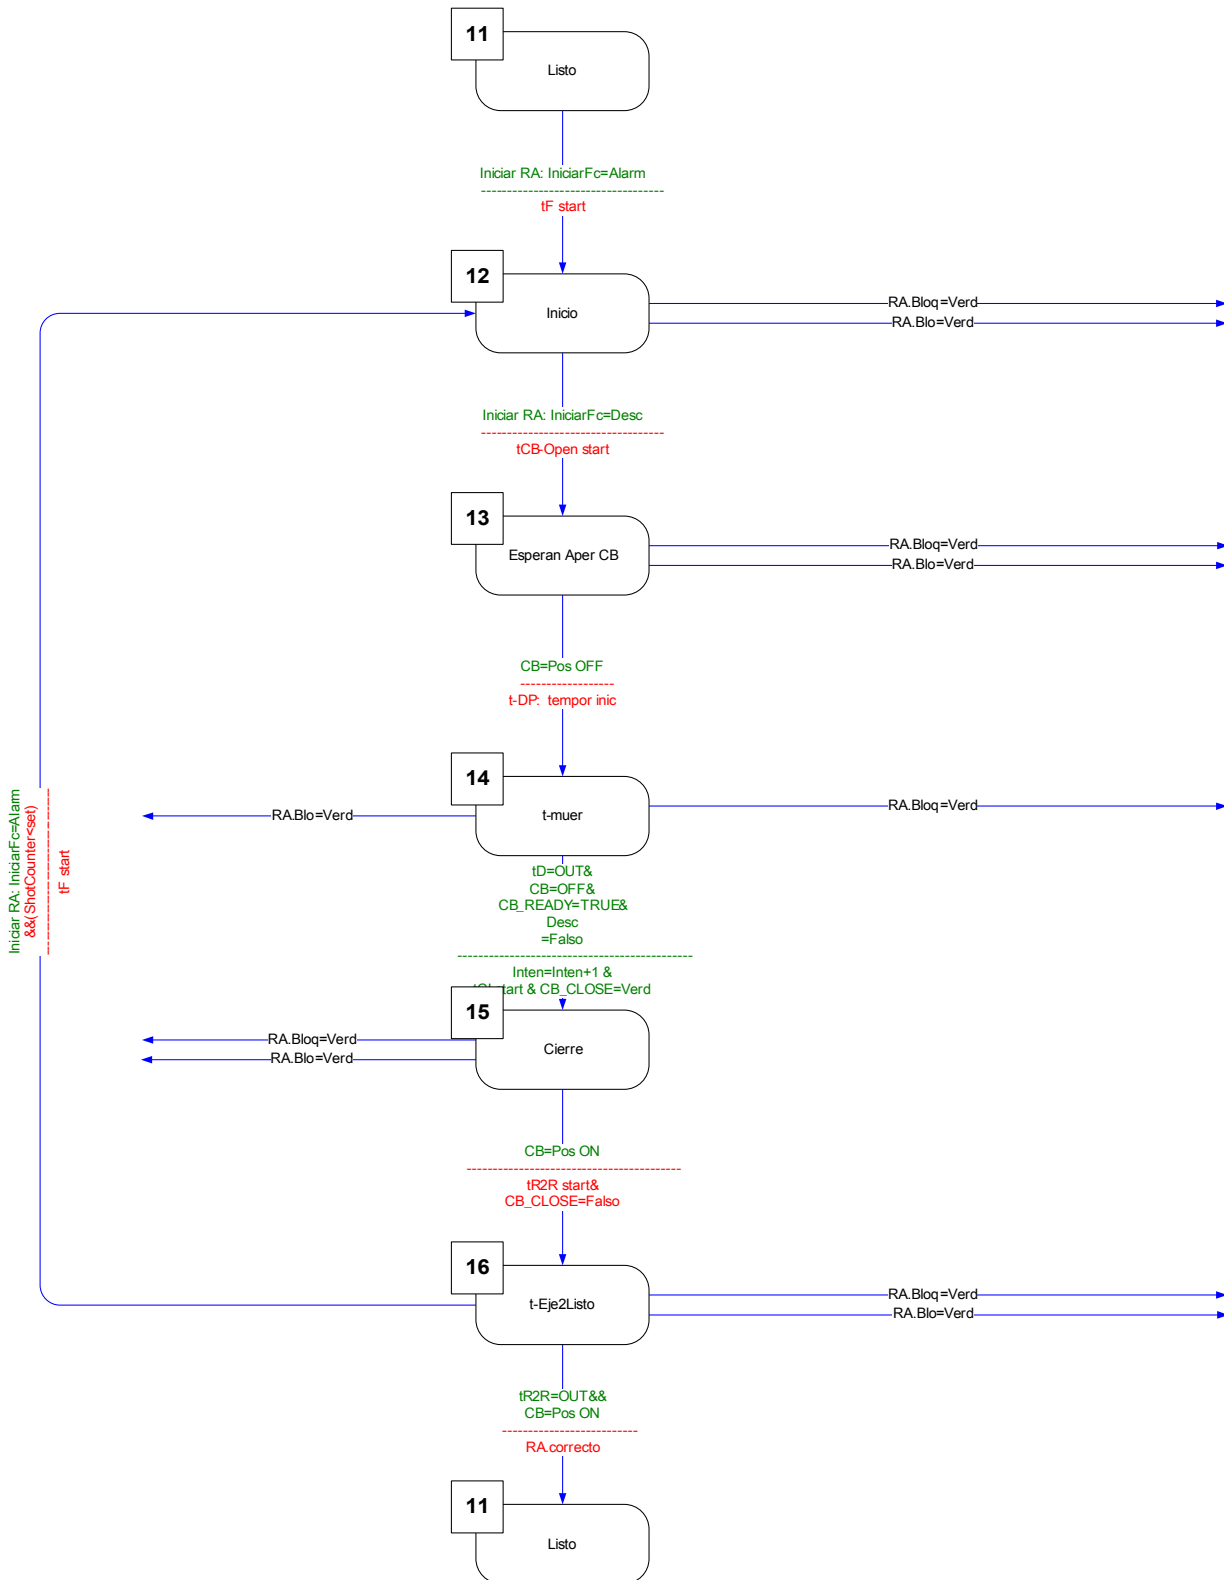 11
Listo
Iniciar RA: IniciarFc=Alarm
tF start
12
Inicio
RA.Bloq=Verd
RA.Blo=Verd
Iniciar RA: IniciarFc=Desc
tCB-Open start
13
Esperan Aper CB
RA.Bloq=Verd
RA.Blo=Verd
CB=Pos OFF
t-DP: tempor inic
14
t-muer
RA.Blo=Verd
RA.Bloq=Verd
Iniciar RA: IniciarFc=Alarm
&&(ShotCounter<set)
tF start
tD=OUT&
CB=OFF&
CB_READY=TRUE&
Desc
=Falso
Inten=Inten+1 &
start & CB_CLOSE=Verd
15
Cierre
RA.Bloq=Verd
RA.Blo=Verd
CB=Pos ON
tR2R start&
CB_CLOSE=Falso
16
t-Eje2Listo
RA.Bloq=Verd
RA.Blo=Verd
tR2R=OUT&&
CB=Pos ON
RA.correcto
11
Listo